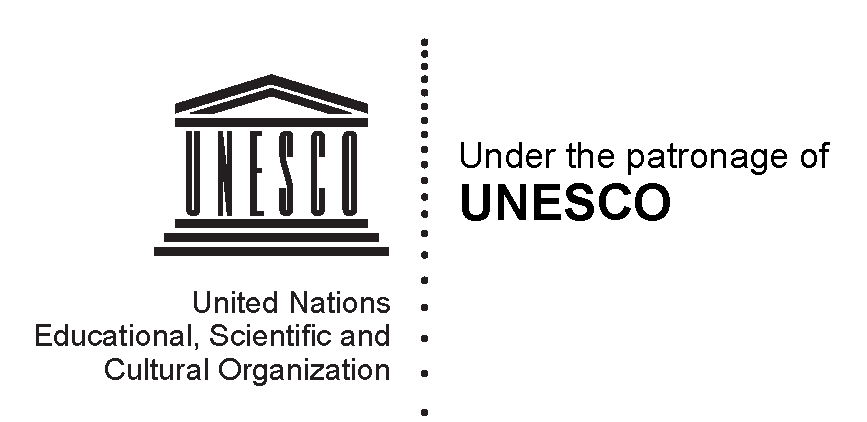 UNESCO
United Nations
Educational, Scientific and
Cultural Organization
Under the patronage of
UNESCO